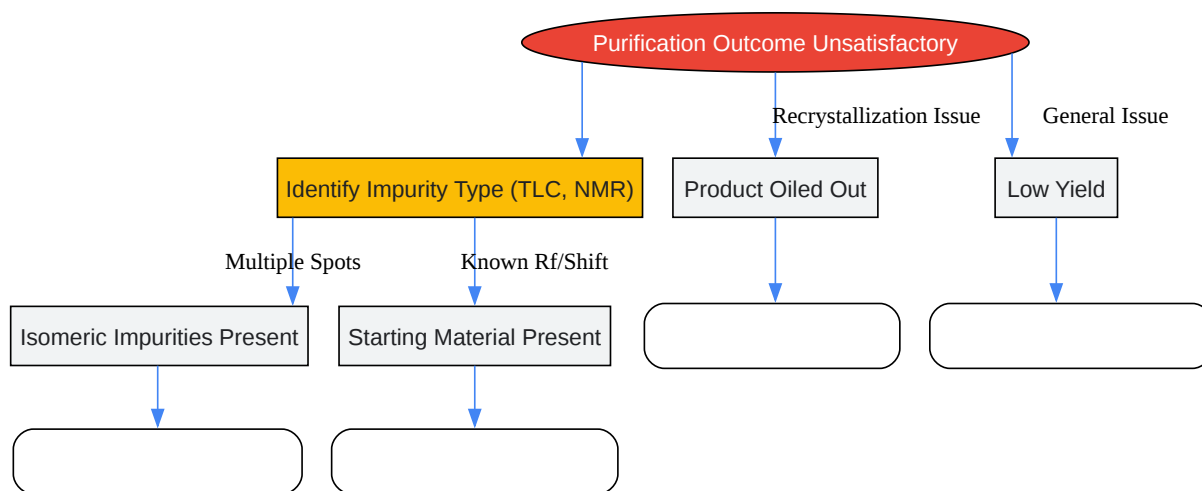 Purification Outcome Unsatisfactory
Recrystallization Issue
General Issue
Identify Impurity Type (TLC, NMR)
Product Oiled Out
Low Yield
Multiple Spots
Known Rf/Shift
Isomeric Impurities Present
Starting Material Present